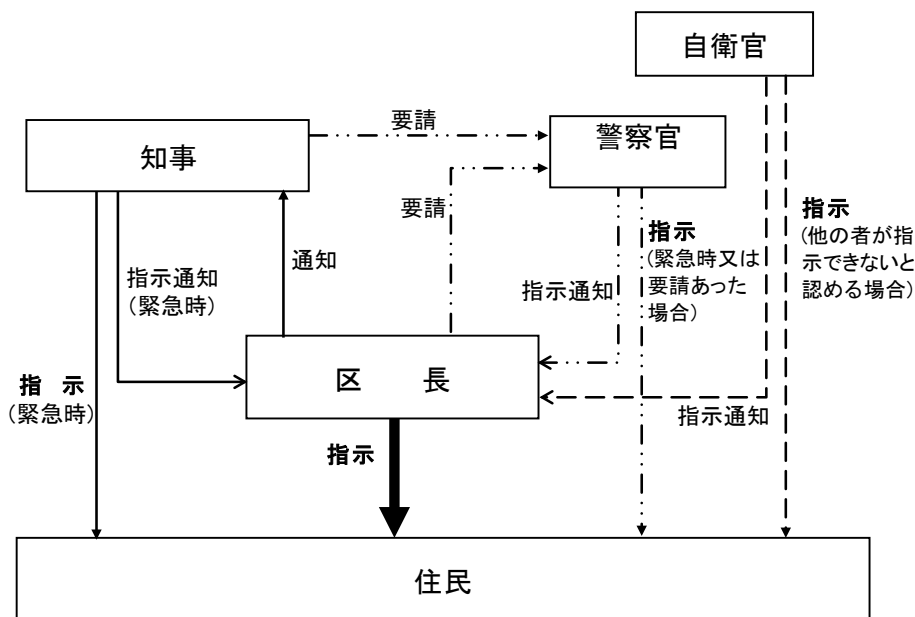 自衛官
要請
警察官
知事
要請
指示
(他の者が指
示できないと
認める場合)
指示
(緊急時又は
要請あった
場合)
通知
指示通知
(緊急時)
指示通知
区　　長
指 示
(緊急時)
指示通知
指示
住民